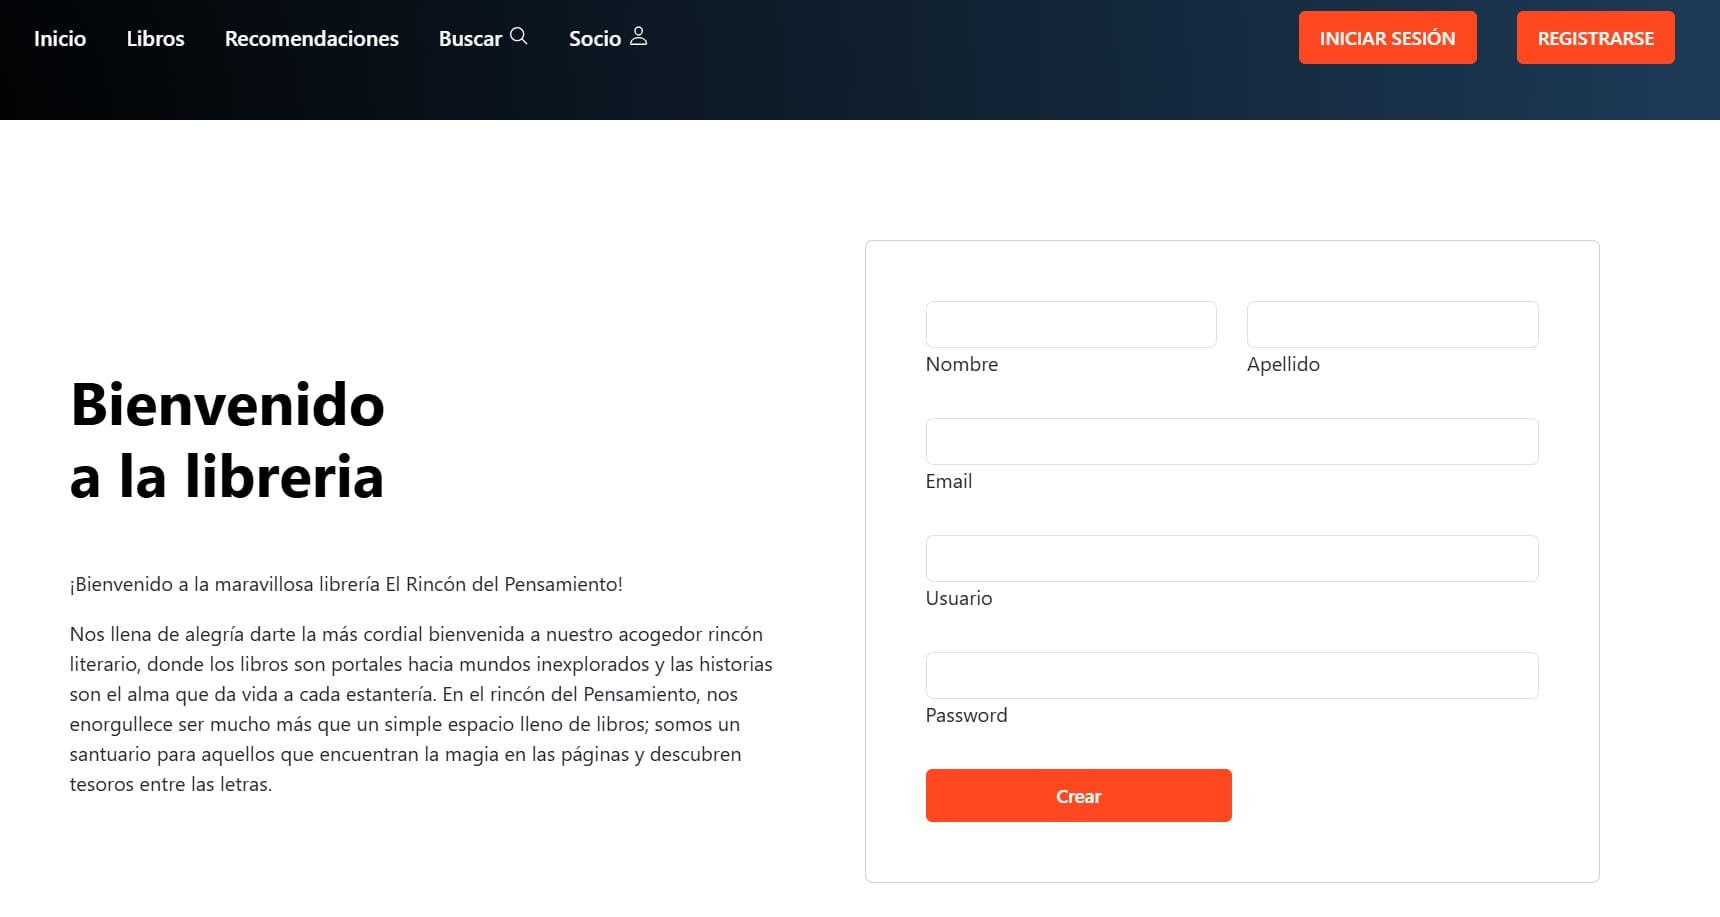 Inicio Libros Recomendaciones Buscar Socio INICIAR SESIÓN REGISTRARSE
Bienvenido
a la libreria
¡Bienvenido a la maravillosa librería El Rincón del Pensamiento!
Nos llena de alegría darte la más cordial bienvenida a nuestro acogedor rincón
literario, donde los libros son portales hacia mundos inexplorados y las historias
son el alma que da vida a cada estantería. En el rincón del Pensamiento, nos
enorgullece ser mucho más que un simple espacio lleno de libros; somos un
santuario para aquellos que encuentran la magia en las páginas y descubren
tesoros entre las letras.
Nombre Apellido
Email
Usuario
Password
Crear